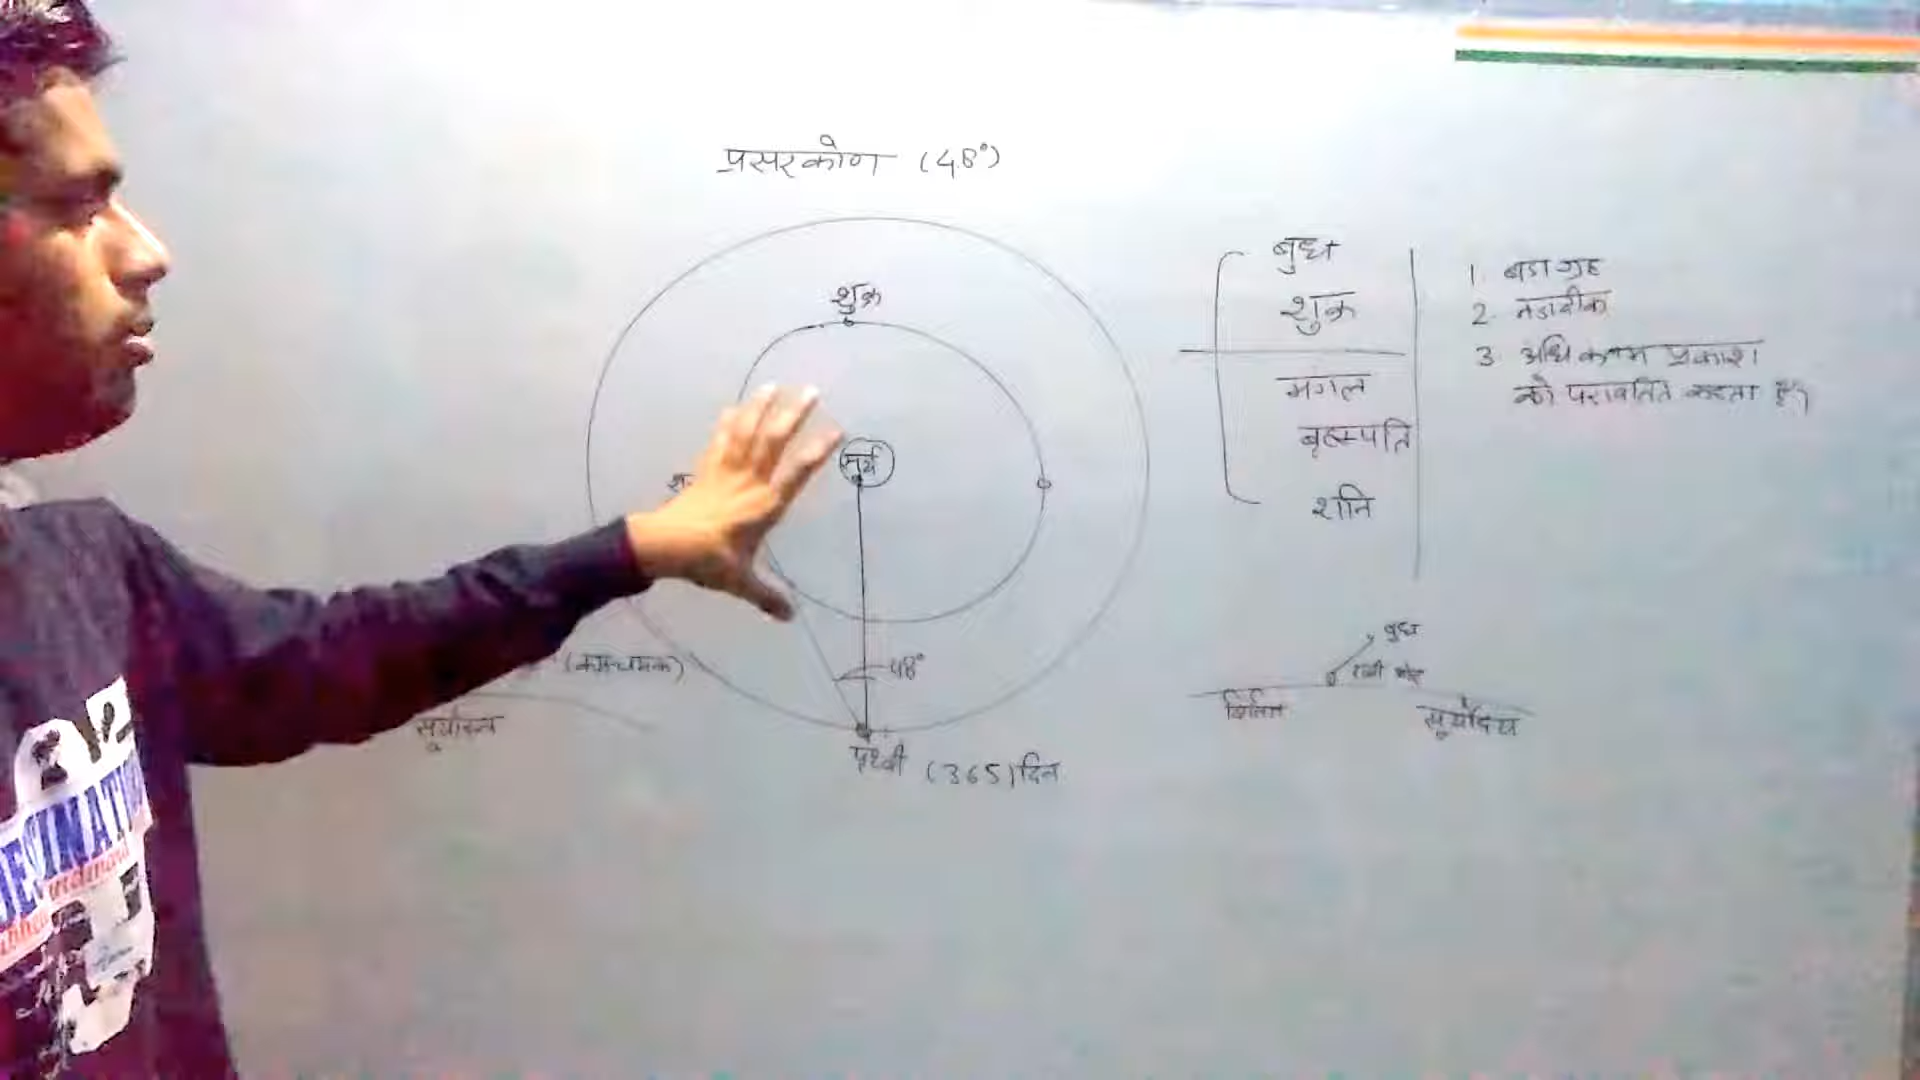 प्रसरकोण (48°)
शुक्र
सूर्य
48°
पृथ्वी (365) दिन
(कमचमक)
सूर्यास्त
बुध
शुक्र
मंगल
बृहस्पति
शनि
1. बडा ग्रह
2. नजदीक
3. अधिकतम प्रकाश
को परावर्तित करता है।
बुध
क्षितिज
सूर्योदय